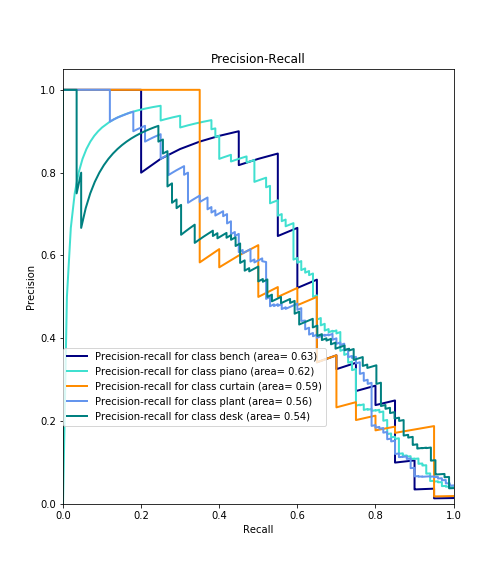 Precision-Recall
1.0
0.8
0.6
0.4
0.2
0.0
Precision
Precision-recall for class bench (area= 0.63)
Precision-recall for class piano (area= 0.62)
Precision-recall for class curtain (area= 0.59)
Precision-recall for class plant (area= 0.56)
Precision-recall for class desk (area= 0.54)
0.0 0.2 0.4 0.6 0.8 1.0
Recall